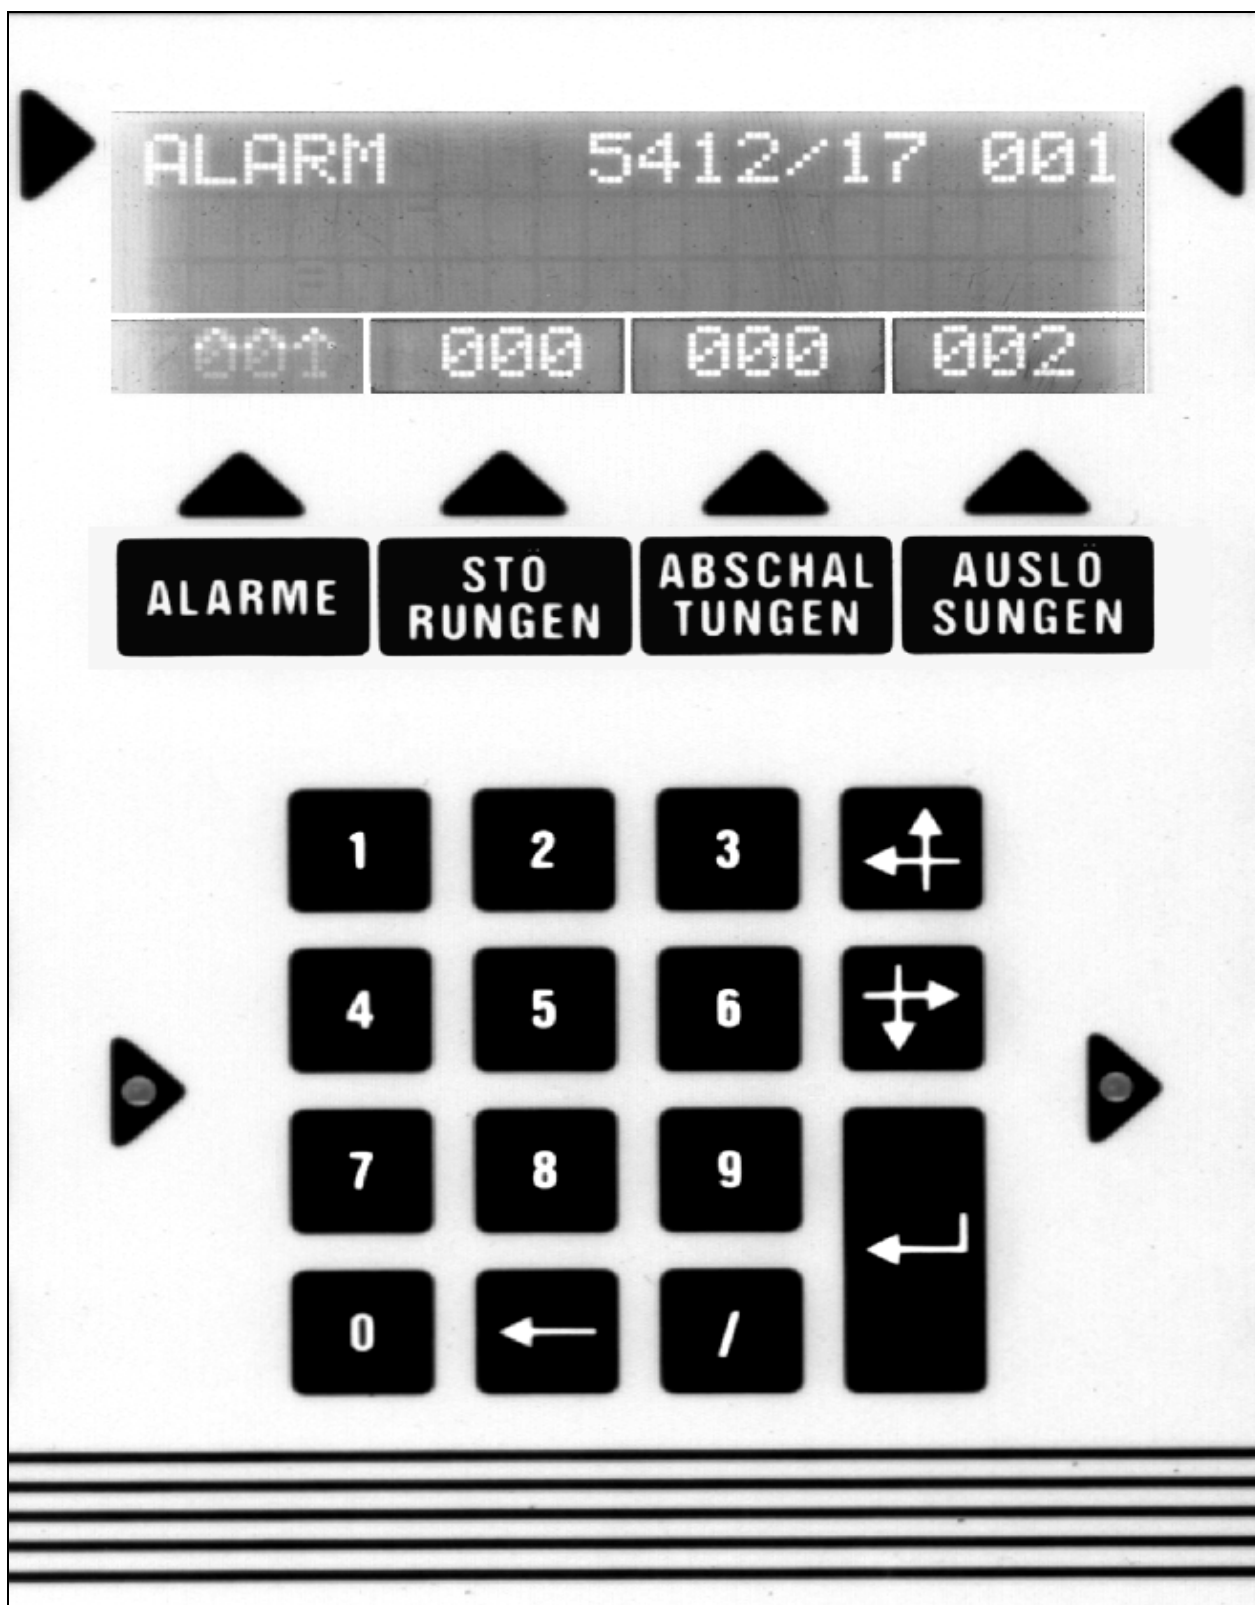 ALARM 5412/17 001
001 000 000 002
ALARME
STÖ
RUNGEN
ABSCHAL
TUNGEN
AUSLÖ
SUNGEN
1 2 3
4 5 6
7 8 9
0 /